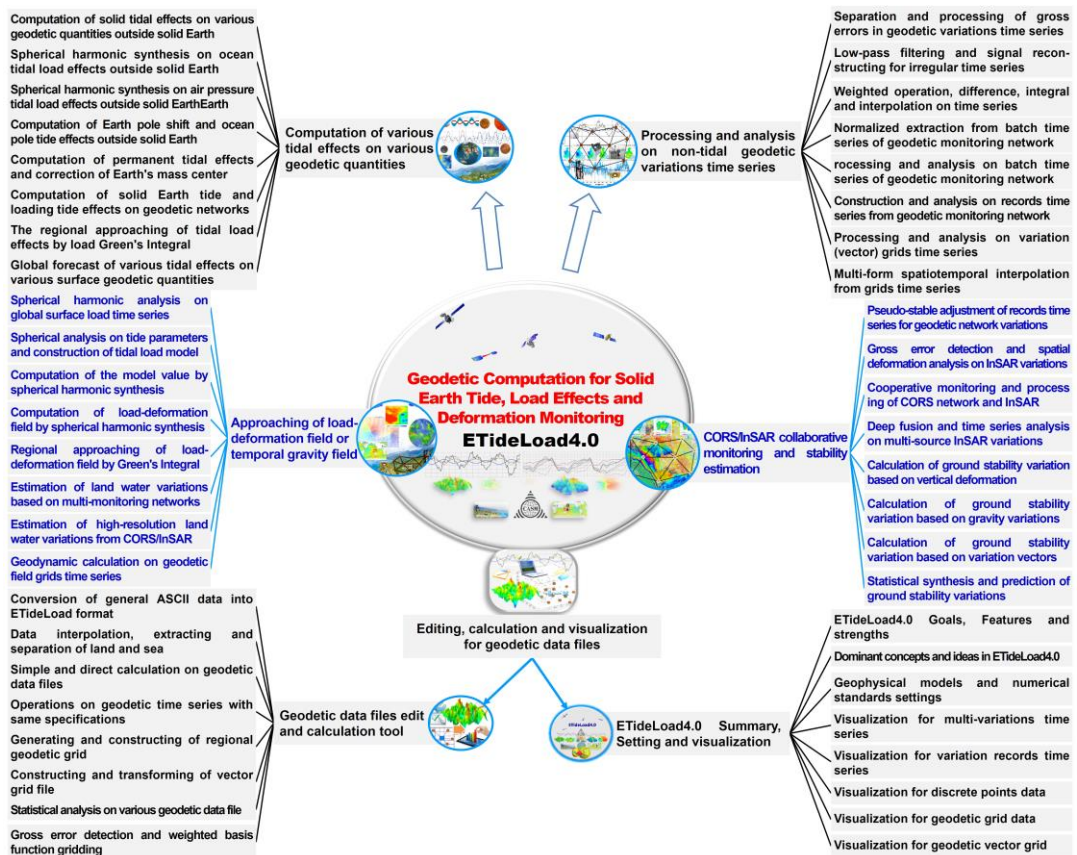 Computation of solid tidal effects on various
geodetic quantities outside solid Earth
Spherical harmonic synthesis on ocean
tidal load effects outside solid Earth
Spherical harmonic synthesis on air pressure
tidal load effects outside solid EarthEarth
Computation of Earth pole shift and ocean
pole tide effects outside solid Earth
Computation of permanent tidal effects
and correction of Earth's mass center
Computation of solid Earth tide and
loading tide effects on geodetic networks
The regional approaching of tidal load
effects by load Green's Integral
Global forecast of various tidal effects on
various surface geodetic quantities
Computation of various
tidal effects on various
geodetic quantities
Processing and analysis
on non-tidal geodetic
variations time series
Separation and processing of gross
errors in geodetic variations time series
Low-pass filtering and signal recon-
structing for irregular time series
Weighted operation, difference, integral
and interpolation on time series
Normalized extraction from batch time
series of geodetic monitoring network
rocessing and analysis on batch time
series of geodetic monitoring network
Construction and analysis on records time
series from geodetic monitoring network
Processing and analysis on variation
(vector) grids time series
Multi-form spatiotemporal interpolation
from grids time series
Spherical harmonic analysis on
global surface load time series
Spherical analysis on tide parameters
and construction of tidal load model
Computation of the model value by
spherical harmonic synthesis
Computation of load-deformation
field by spherical harmonic synthesis
Regional approaching of load-
deformation field by Green's Integral
Estimation of land water variations
based on multi-monitoring networks
Estimation of high-resolution land
water variations from CORS/InSAR
Geodynamic calculation on geodetic
field grids time series
Approaching of load-
deformation field or
temporal gravity field
Geodetic Computation for Solid
Earth Tide, Load Effects and
Deformation Monitoring
ETideLoad4.0
CASM
CORS/InSAR collaborative
monitoring and stability
estimation
Pseudo-stable adjustment of records time
series for geodetic network variations
Gross error detection and spatial
deformation analysis on InSAR variations
Cooperative monitoring and process
ing of CORS network and InSAR
Deep fusion and time series analysis
on multi-source InSAR variations
Calculation of ground stability variation
based on vertical deformation
Calculation of ground stability
variation based on gravity variations
Calculation of ground stability
variation based on variation vectors
Statistical synthesis and prediction of
ground stability variations
Editing, calculation and visualization
for geodetic data files
Conversion of general ASCII data into
ETideLoad format
Data interpolation, extracting and
separation of land and sea
Simple and direct calculation on geodetic
data files
Operations on geodetic time series with
same specifications
Generating and constructing of regional
geodetic grid
Constructing and transforming of vector
grid file
Statistical analysis on various geodetic data file
Gross error detection and weighted basis
function gridding
Geodetic data files edit
and calculation tool
ETideLoad4.0 Summary,
Setting and visualization
ETideLoad4.0 Goals, Features and
strengths
Dominant concepts and ideas in ETideLoad4.0
Geophysical models and numerical
standards settings
Visualization for multi-variations time
series
Visualization for variation records time
series
Visualization for discrete points data
Visualization for geodetic grid data
Visualization for geodetic vector grid